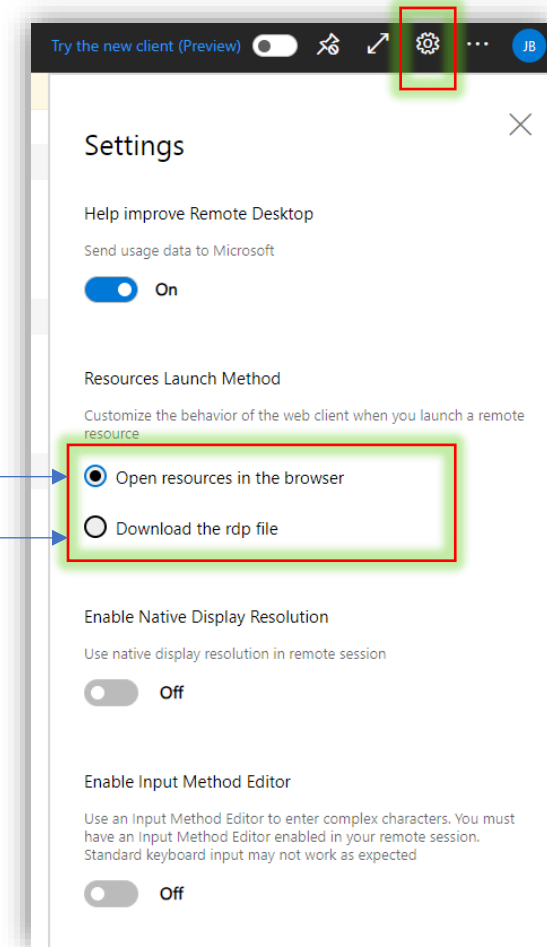 Try the new client (Preview)
JB
Settings
Help improve Remote Desktop
Send usage data to Microsoft
On
Resources Launch Method
Customize the behavior of the web client when you launch a remote
resource
Open resources in the browser
Download the rdp file
Enable Native Display Resolution
Use native display resolution in remote session
Off
Enable Input Method Editor
Use an Input Method Editor to enter complex characters. You must
have an Input Method Editor enabled in your remote session.
Standard keyboard input may not work as expected
Off